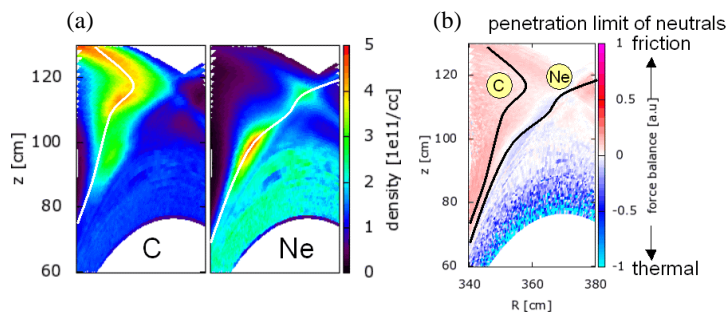 (a)
(b)
penetration limit of neutrals
friction
120
100
80
60
z [cm]
C
Ne
5
4
3
2
1
0
density [1e11/cc]
120
100
80
60
z [cm]
C
Ne
1
0.5
0
-0.5
-1
force balance [a.u]
thermal
340
360
380
R [cm]